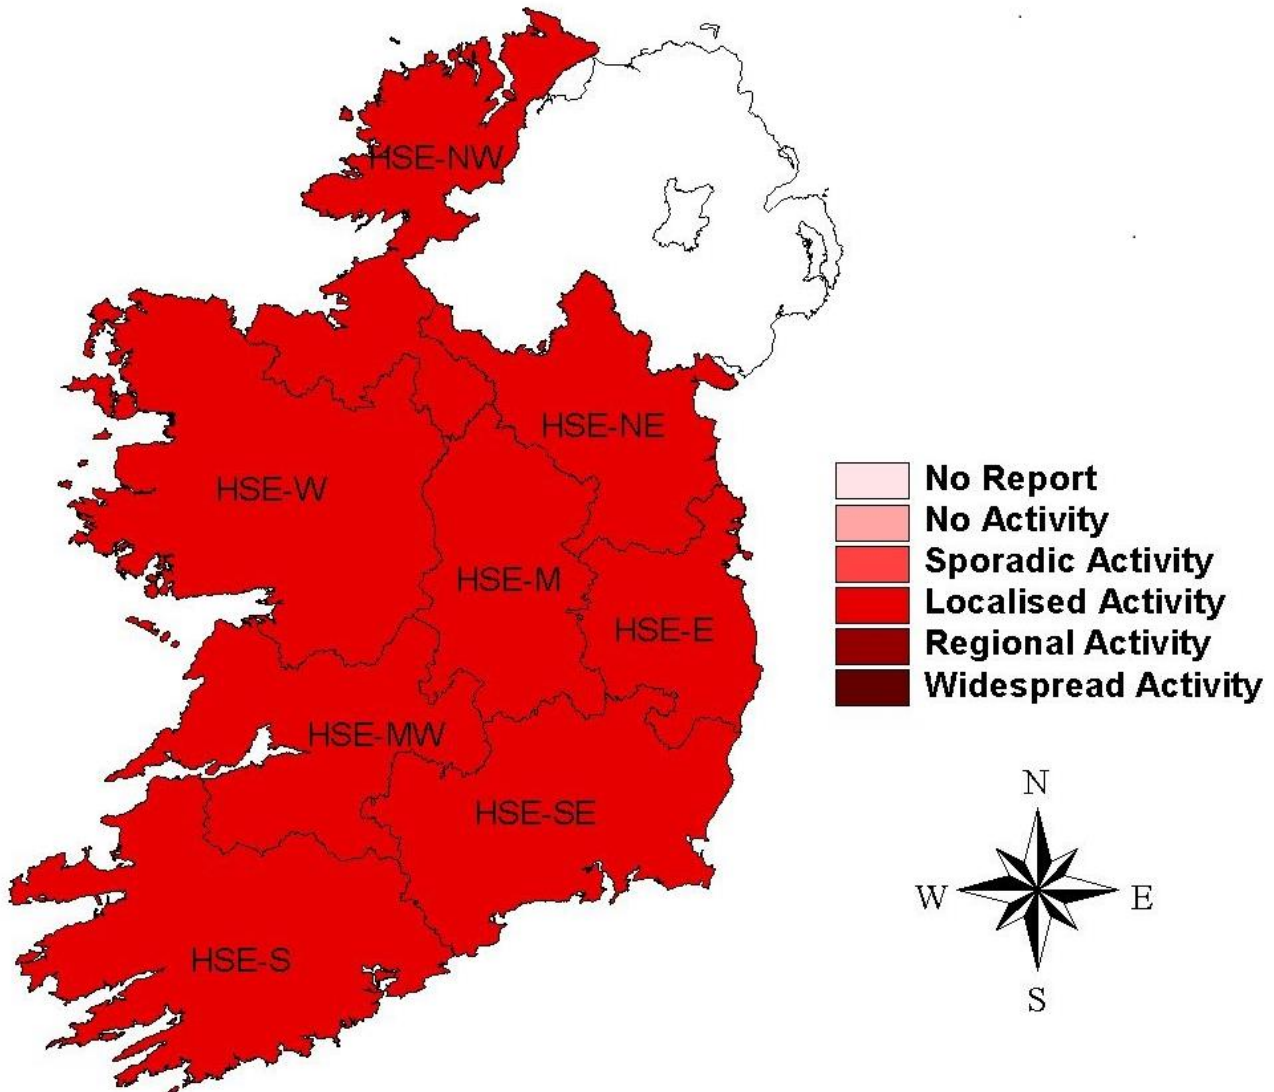 HSE-NW
HSE-NE
HSE-W
HSE-M
HSE-E
HSE-MW
HSE-SE
HSE-S
No Report
No Activity
Sporadic Activity
Localised Activity
Regional Activity
Widespread Activity
N
W E
S